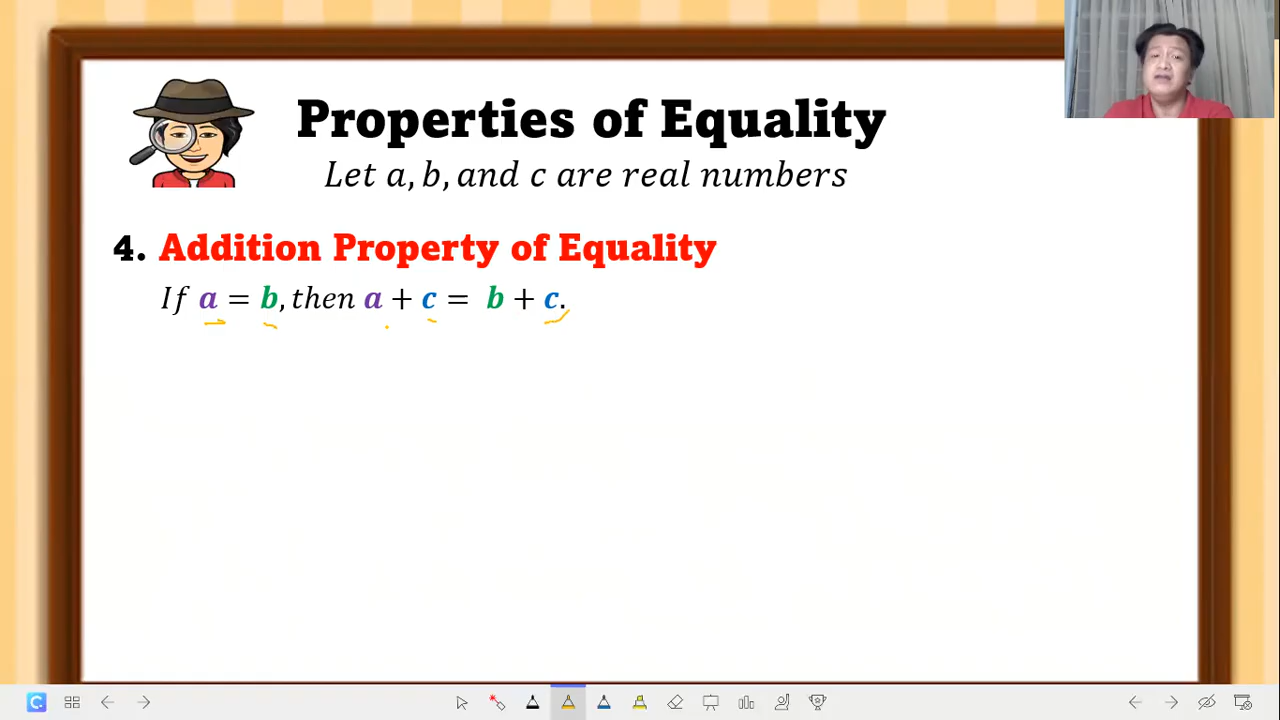 Properties of Equality
Let a, b, and c are real numbers
4. Addition Property of Equality
If a = b, then a + c = b + c.